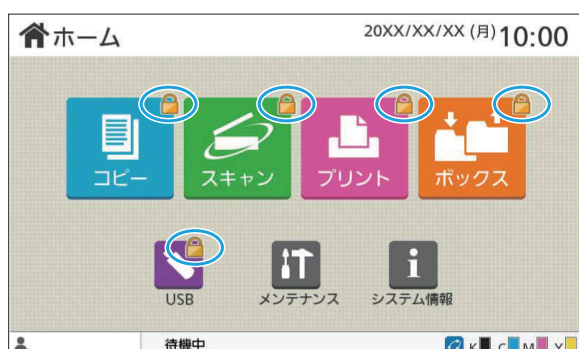 ホーム
20XX/XX/XX (月) 10:00
コピー
スキャン
プリント
ボックス
USB
メンテナンス
システム情報
待機中
K C M Y